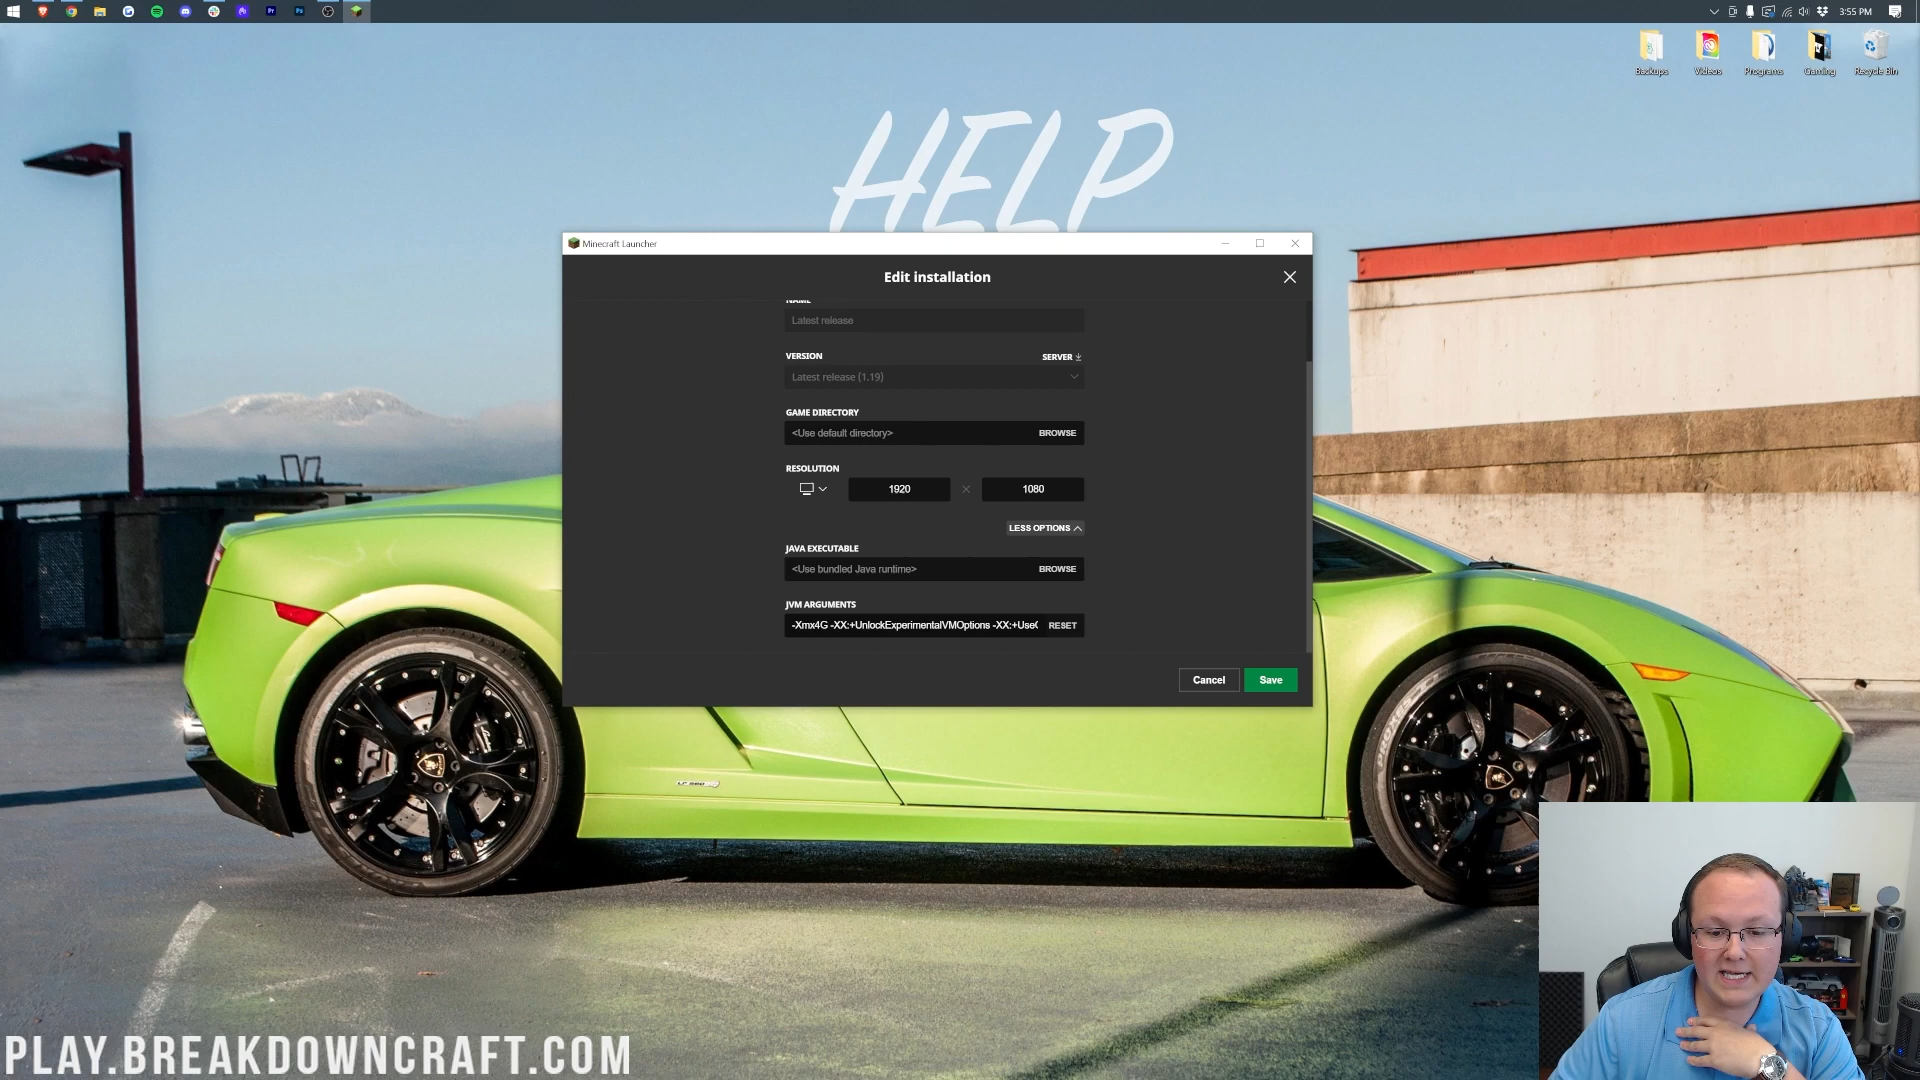 3:55 PM
Backups Videos Programs Gaming Recycle Bin
HELP
Minecraft Launcher
Edit installation
NAME
Latest release
VERSION
SERVER
Latest release (1.19)
GAME DIRECTORY
<Use default directory>
BROWSE
RESOLUTION
1920
1080
LESS OPTIONS
JAVA EXECUTABLE
<Use bundled Java runtime>
BROWSE
JVM ARGUMENTS
-Xmx4G -XX:+UnlockExperimentalVMOptions -XX:+Use
RESET
Cancel
Save
PLAY.BREAKDOWNCRAFT.COM